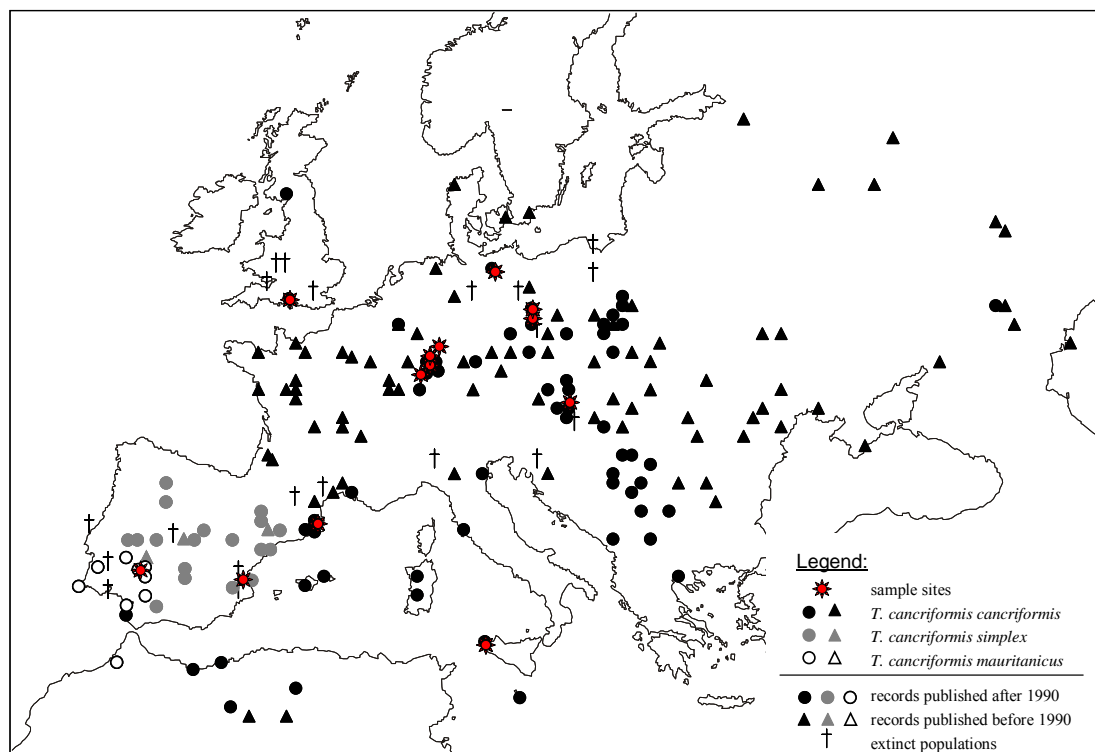 Legend:
sample sites
T. cancriformis cancriformis
T. cancriformis simplex
T. cancriformis mauritanicus
records published after 1990
records published before 1990
extinct populations